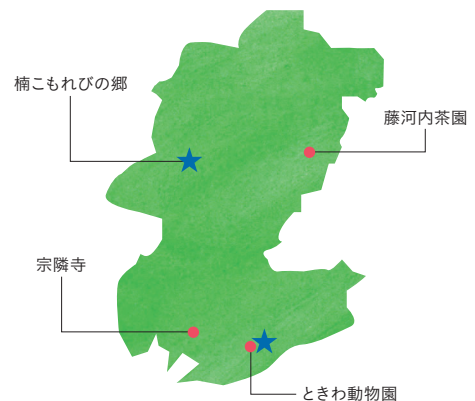 楠こもれびの郷
藤河内茶園
宗隣寺
ときわ動物園